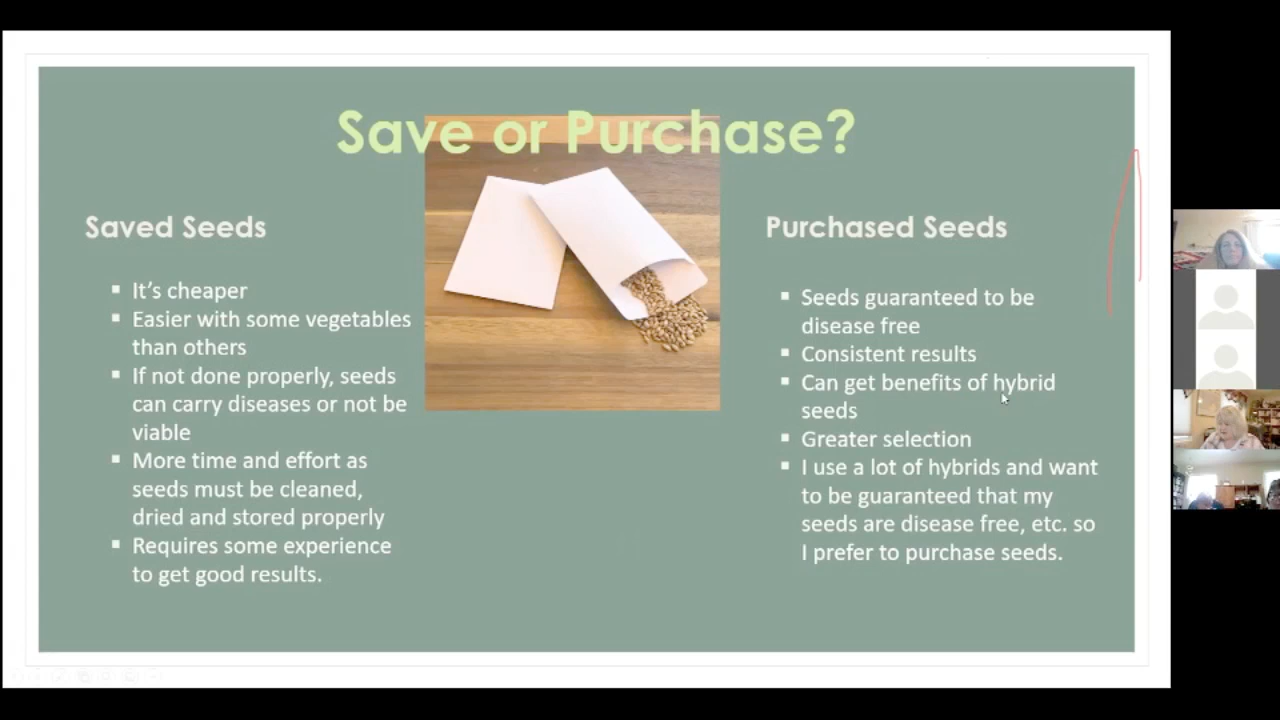 Save or Purchase?
Saved Seeds
▪ It’s cheaper
▪ Easier with some vegetables
than others
▪ If not done properly, seeds
can carry diseases or not be
viable
▪ More time and effort as
seeds must be cleaned,
dried and stored properly
▪ Requires some experience
to get good results.
Purchased Seeds
▪ Seeds guaranteed to be
disease free
▪ Consistent results
▪ Can get benefits of hybrid
seeds
▪ Greater selection
▪ I use a lot of hybrids and want
to be guaranteed that my
seeds are disease free, etc. so
I prefer to purchase seeds.